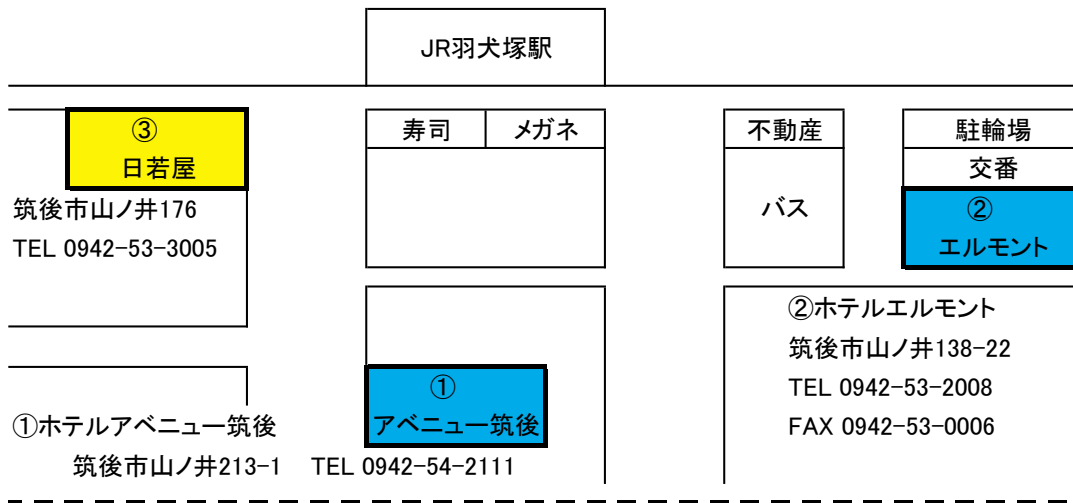 JR羽犬塚駅
③
日若屋
寿司 メガネ
不動産
駐輪場
交番
筑後市山ノ井176
TEL 0942-53-3005
バス
②
エルモント
②ホテルエルモント
筑後市山ノ井138-22
TEL 0942-53-2008
FAX 0942-53-0006
①
アベニュー筑後
①ホテルアベニュー筑後
筑後市山ノ井213-1 TEL 0942-54-2111